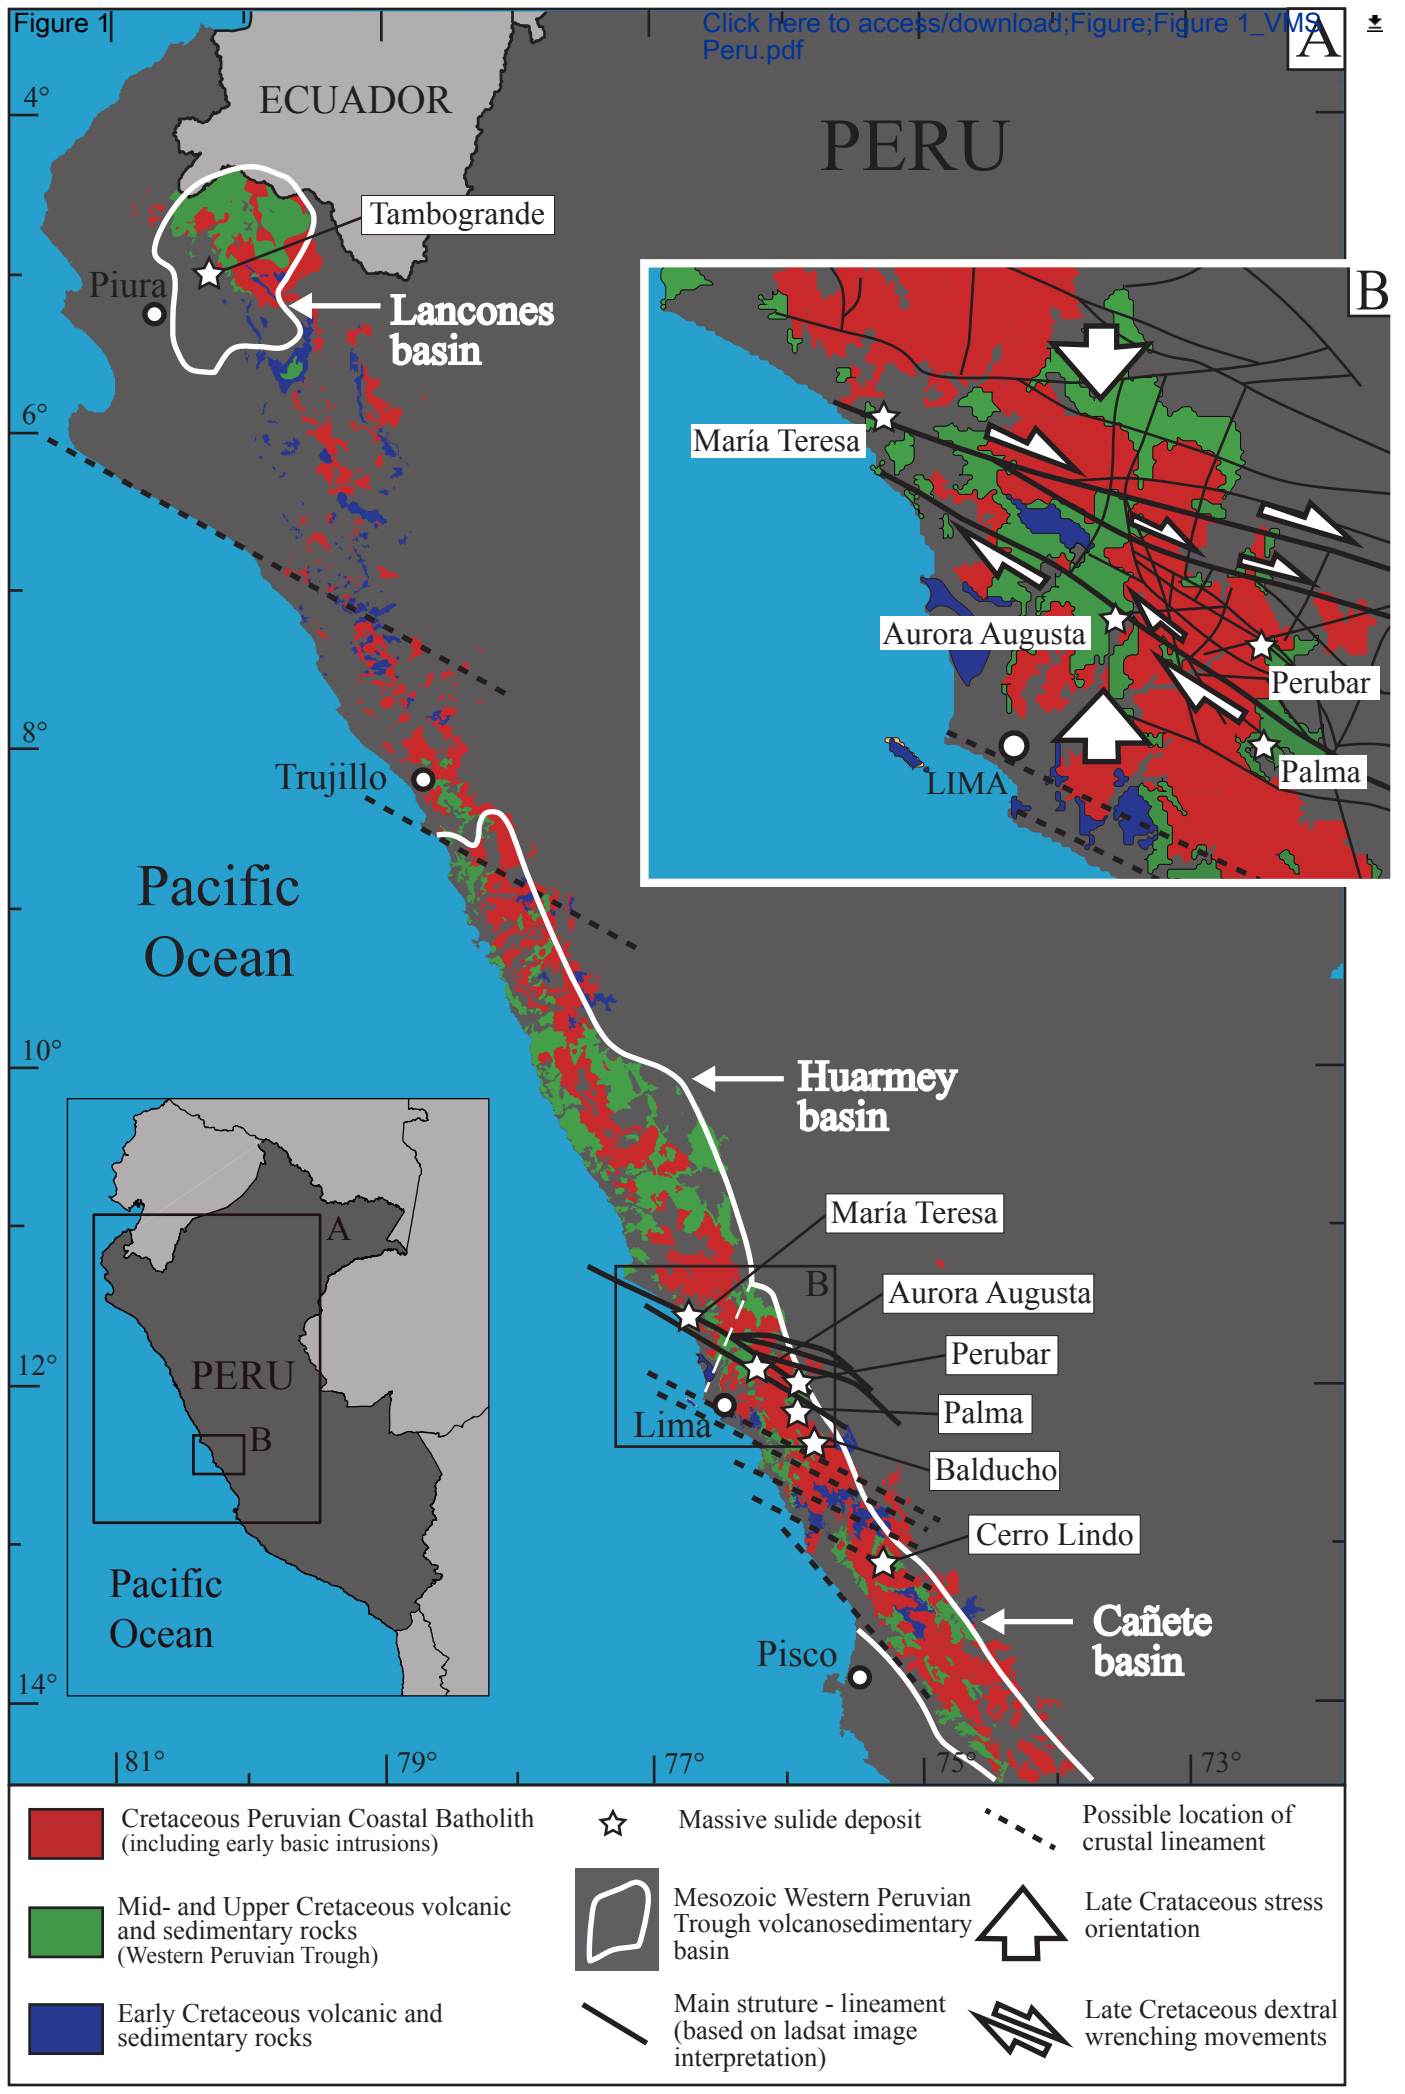 Figure 1
Click here to access/download;Figure;Figure 1_VMS
Peru.pdf
A
4°
ECUADOR
PERU
Tambogrande
Piura
Lancones
basin
B
María Teresa
6°
Aurora Augusta
Perubar
LIMA
Palma
8°
Trujillo
Pacific
Ocean
10°
Huarmey
basin
María Teresa
A
B
Aurora Augusta
12°
Perubar
PERU
Palma
Lima
B
Balducho
Cerro Lindo
Pacific
Ocean
Cañete
basin
Pisco
14°
81°
79°
77°
75°
73°
Cretaceous Peruvian Coastal Batholith
(including early basic intrusions)
Mid- and Upper Cretaceous volcanic
and sedimentary rocks
(Western Peruvian Trough)
Early Cretaceous volcanic and
sedimentary rocks
Massive sulide deposit
Mesozoic Western Peruvian
Trough volcanosedimentary
basin
Main struture - lineament
(based on ladsat image
interpretation)
Possible location of
crustal lineament
Late Crataceous stress
orientation
Late Cretaceous dextral
wrenching movements